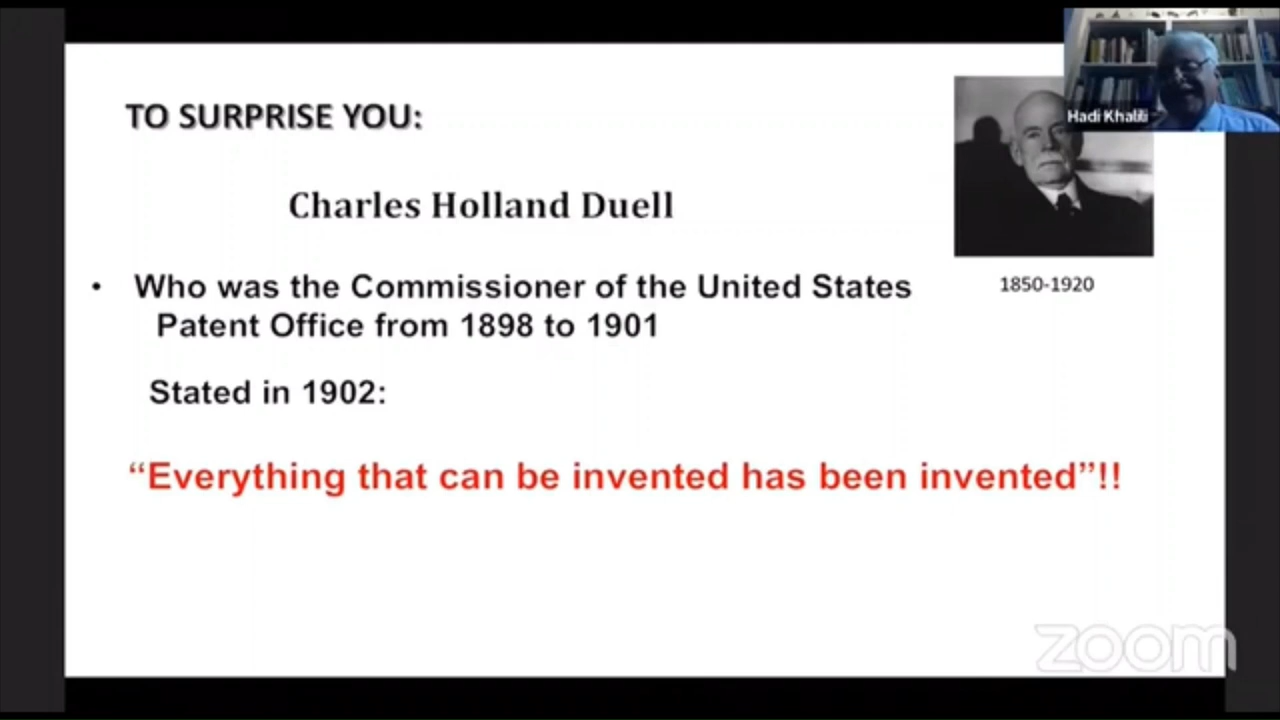 TO SURPRISE YOU:
Hadi Khalili
Charles Holland Duell
• Who was the Commissioner of the United States
1850-1920
Patent Office from 1898 to 1901
Stated in 1902:
“Everything that can be invented has been invented”!!
zoom